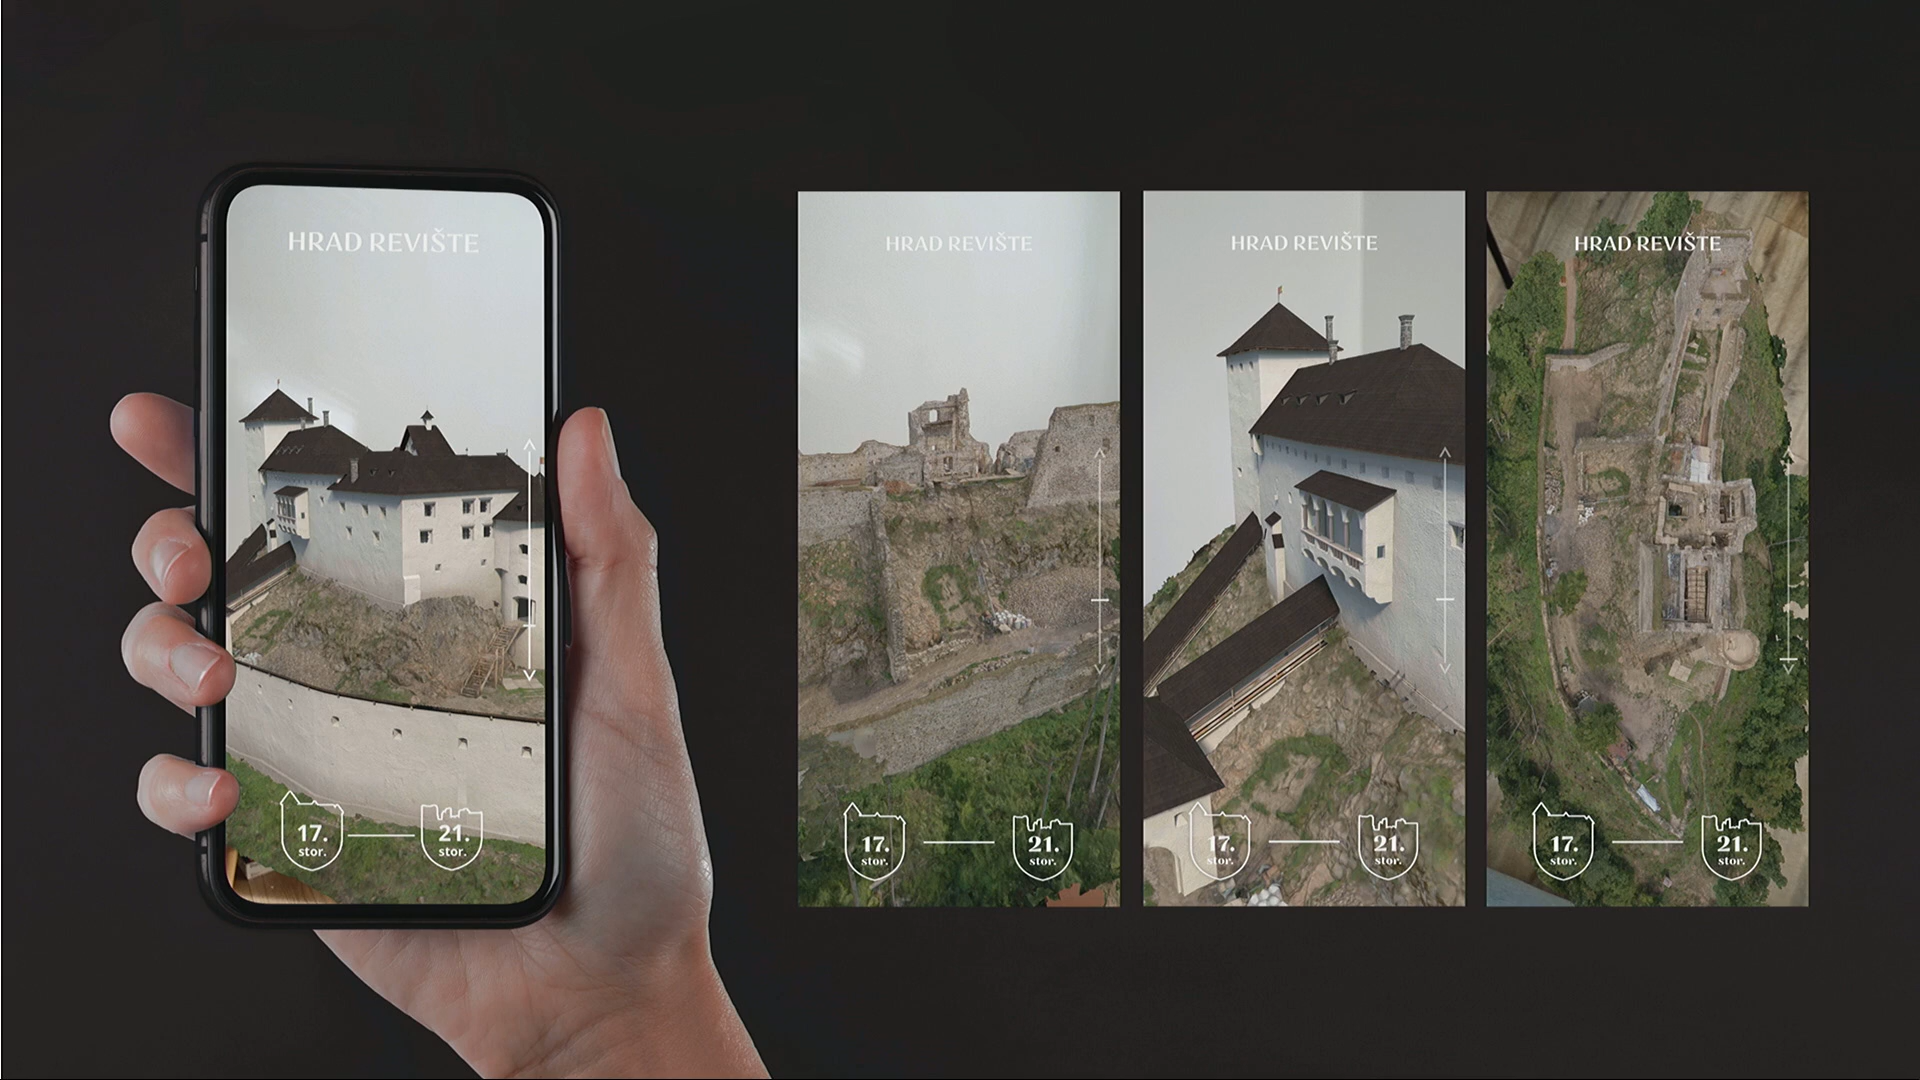 HRAD REVIŠTE
17.
stor.
21.
stor.
HRAD REVIŠTE
17.
stor.
21.
stor.
HRAD REVIŠTE
17.
stor.
21.
stor.
HRAD REVIŠTE
17.
stor.
21.
stor.